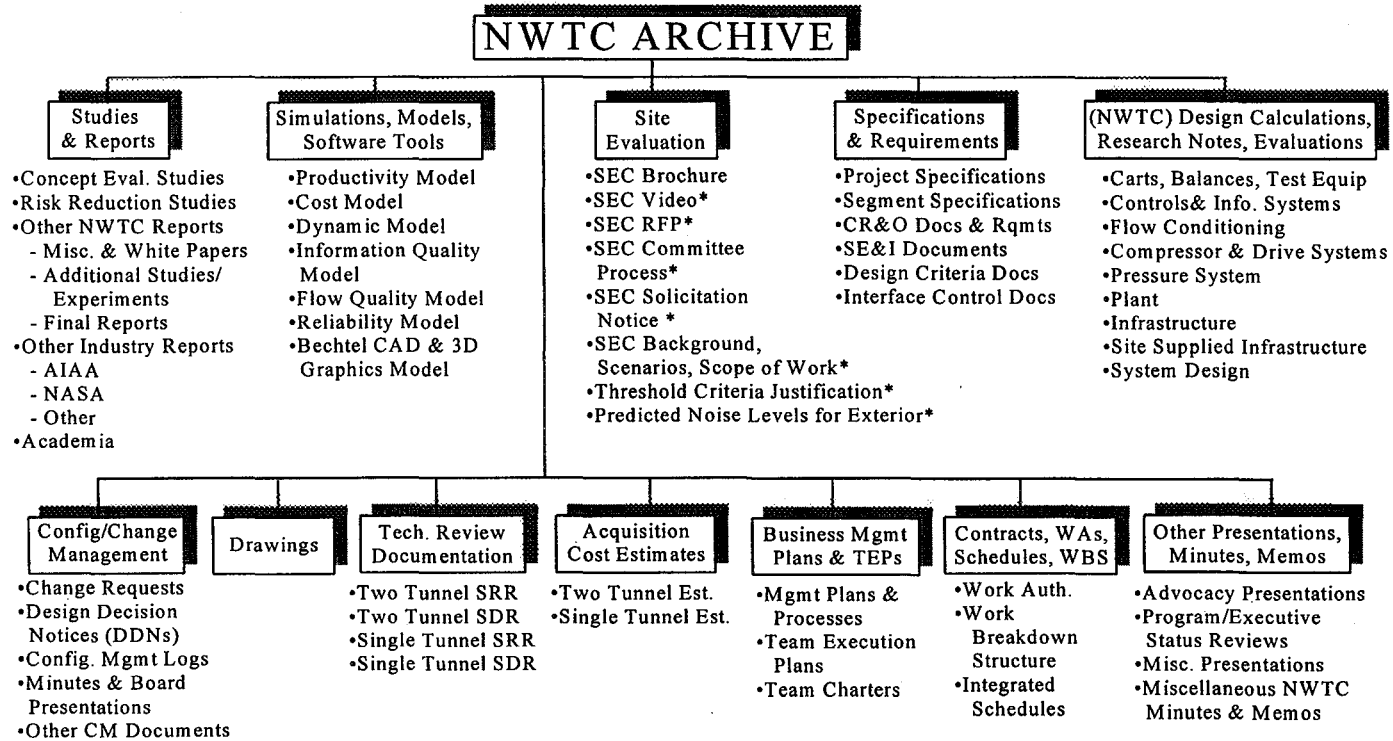 NWTC ARCHIVE
Studies
& Reports
•Concept Eval. Studies
•Risk Reduction Studies
•Other NWTC Reports
- Misc. & White Papers
- Additional Studies/
Experiments
- Final Reports
•Other Industry Reports
- AIAA
- NASA
- Other
•Academia
Simulations, Models,
Software Tools
•Productivity Model
•Cost Model
•Dynamic Model
•Information Quality
Model
•Flow Quality Model
•Reliability Model
•Bechtel CAD & 3D
Graphics Model
Site
Evaluation
•SEC Brochure
•SEC Video*
•SEC RFP*
•SEC Committee
Process*
•SEC Solicitation
Notice *
•SEC Background,
Scenarios, Scope of Work*
•Threshold Criteria Justification*
•Predicted Noise Levels for Exterior*
Specifications
& Requirements
•Project Specifications
•Segment Specifications
•CR&O Docs & Rqmts
•SE&I Documents
•Design Criteria Docs
•Interface Control Docs
(NWTC) Design Calculations,
Research Notes, Evaluations
•Carts, Balances, Test Equip
•Controls& Info. Systems
•Flow Conditioning
•Compressor & Drive Systems
•Pressure System
•Plant
•Infrastructure
•Site Supplied Infrastructure
•System Design
Config/Change
Management
•Change Requests
•Design Decision
Notices (DDNs)
•Config. Mgmt Logs
•Minutes & Board
Presentations
•Other CM Documents
Drawings
Tech. Review
Documentation
•Two Tunnel SRR
•Two Tunnel SDR
•Single Tunnel SRR
•Single Tunnel SDR
Acquisition
Cost Estimates
•Two Tunnel Est.
•Single Tunnel Est.
Business Mgmt
Plans & TEPs
•Mgmt Plans &
Processes
•Team Execution
Plans
•Team Charters
Contracts, WAs,
Schedules, WBS
•Work Auth.
•Work
Breakdown
Structure
•Integrated
Schedules
Other Presentations,
Minutes, Memos
•Advocacy Presentations
•Program/Executive
Status Reviews
•Misc. Presentations
•Miscellaneous NWTC
Minutes & Memos